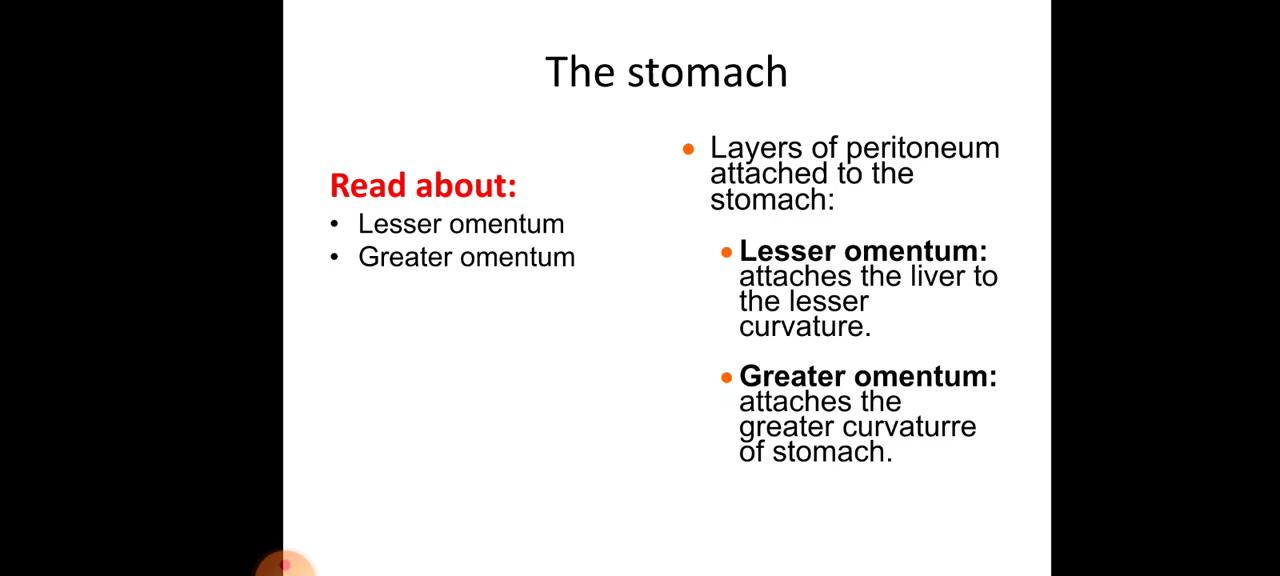 The stomach
Read about:
• Lesser omentum
• Greater omentum
• Layers of peritoneum
attached to the
stomach:
• Lesser omentum:
attaches the liver to
the lesser
curvature.
• Greater omentum:
attaches the
greater curvaturre
of stomach.